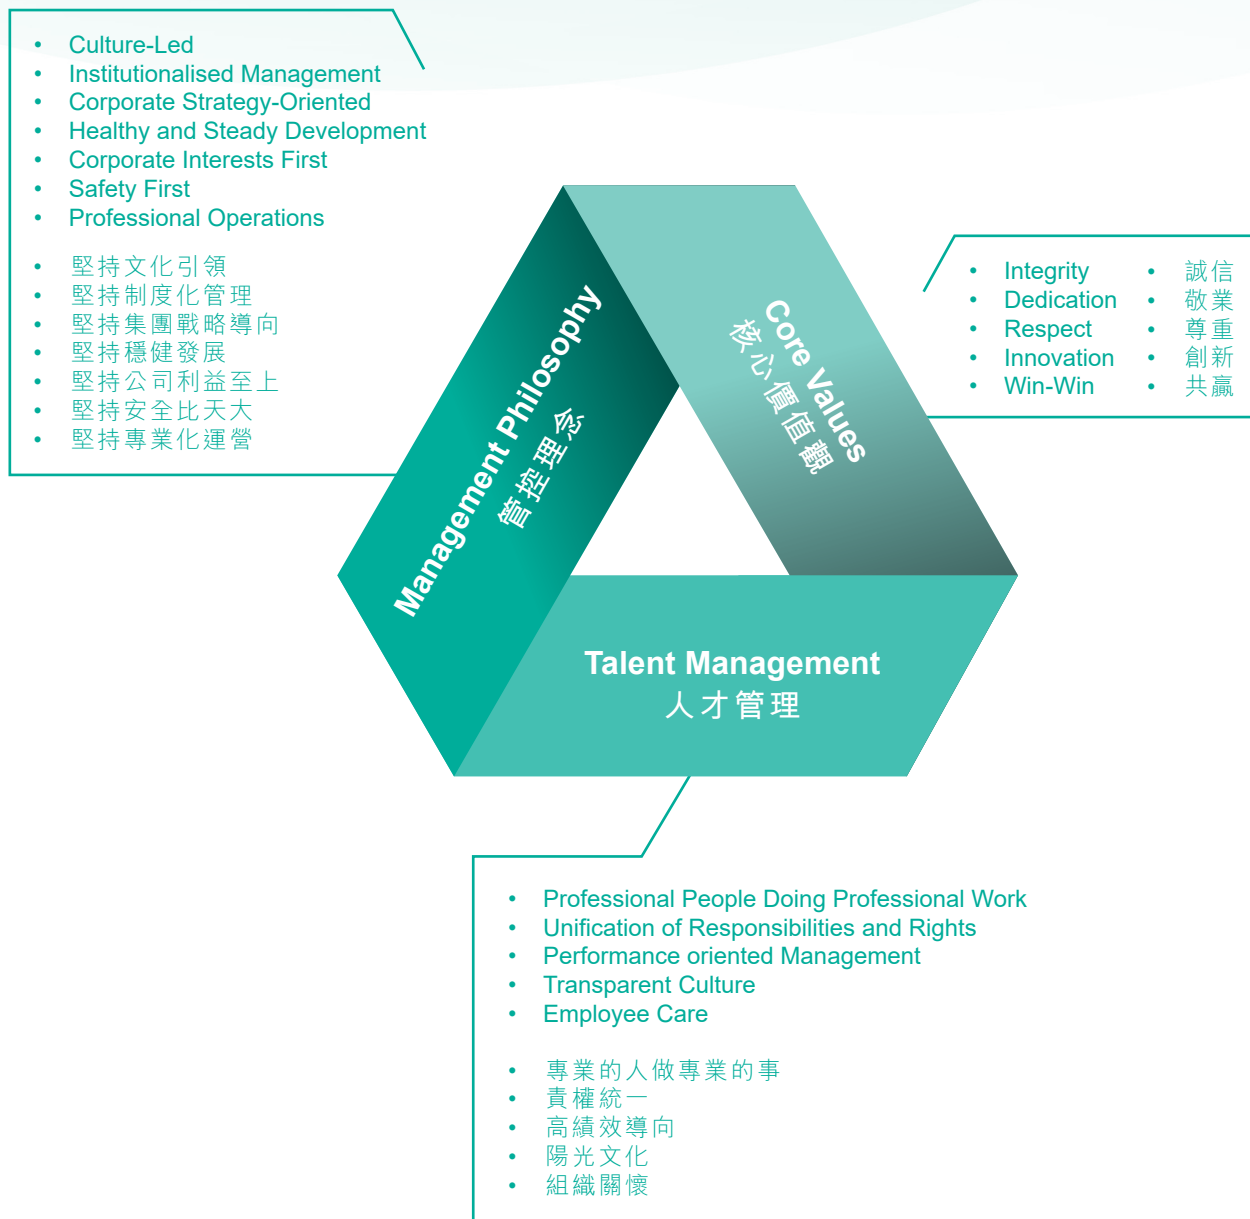 Culture-Led
Institutionalised Management
Corporate Strategy-Oriented
Healthy and Steady Development
Corporate Interests First
Safety First
Professional Operations
堅持文化引領
堅持制度化管理
堅持集團戰略導向
堅持穩健發展
堅持公司利益至上
堅持安全比天大
堅持專業化運營
Management Philosophy
管控理念
Core Values
核心價值觀
Integrity
Dedication
Respect
Innovation
Win-Win
誠信
敬業
尊重
創新
共贏
Talent Management
人才管理
Professional People Doing Professional Work
Unification of Responsibilities and Rights
Performance oriented Management
Transparent Culture
Employee Care
專業的人做專業的事
責權統一
高績效導向
陽光文化
組織關懷